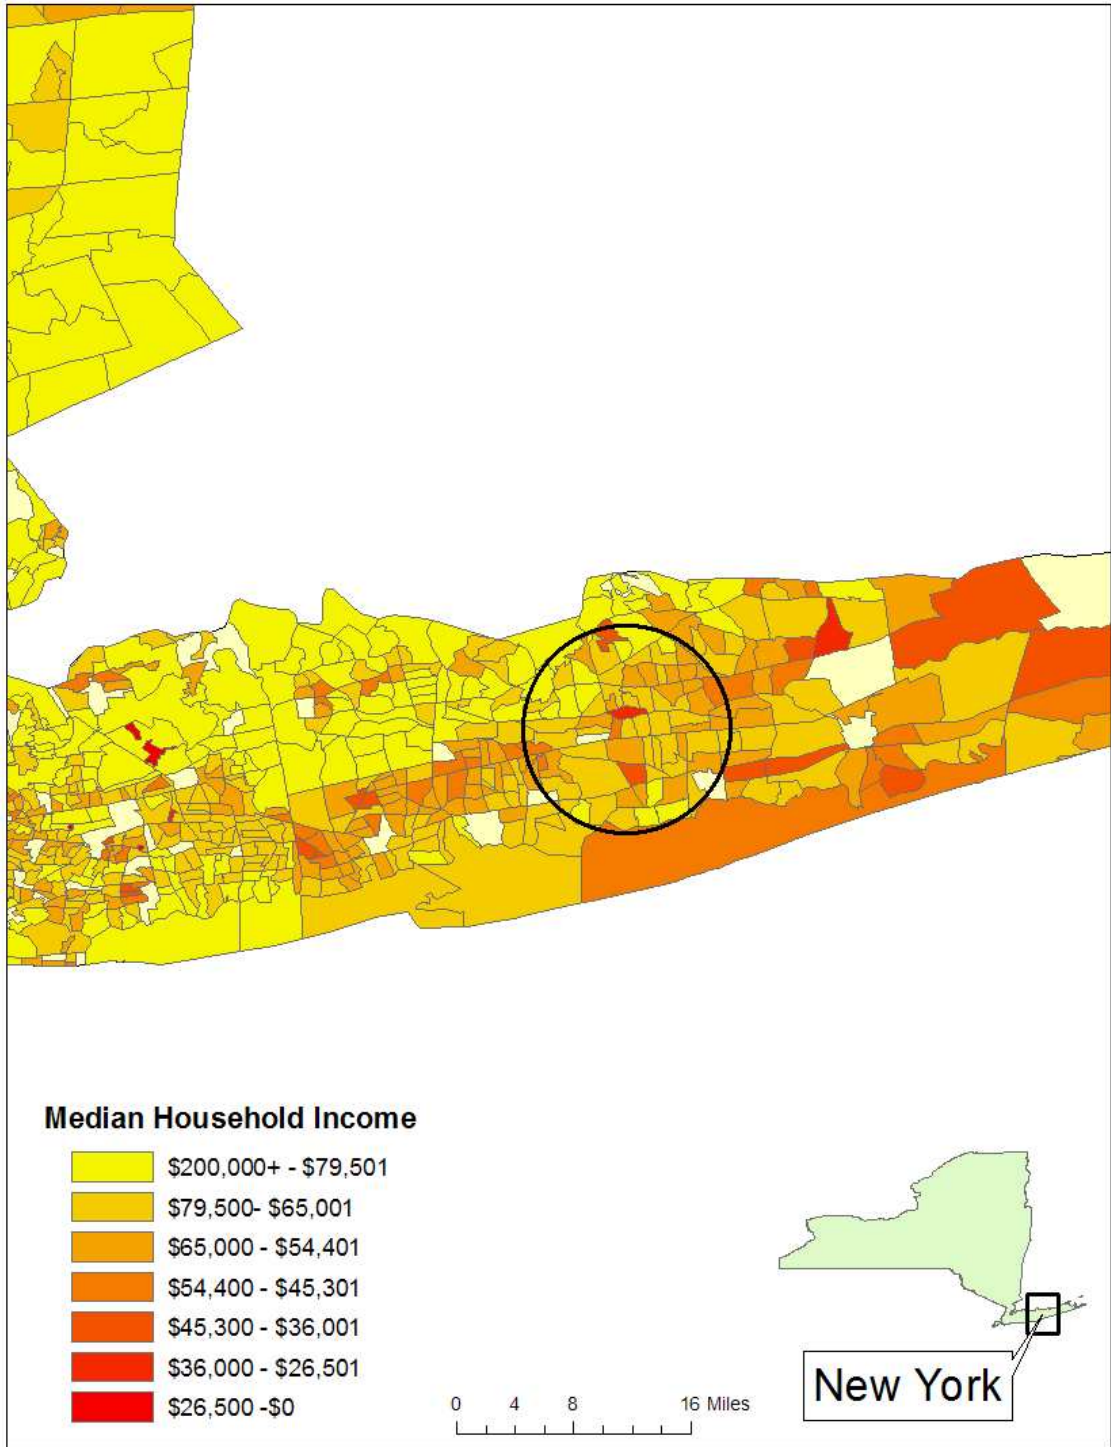 Median Household Income
$200,000+ - $79,501
$79,500- $65,001
$65,000 - $54,401
$54,400 - $45,301
$45,300 - $36,001
$36,000 - $26,501
$26,500 -$0
0 4 8 16 Miles
New York